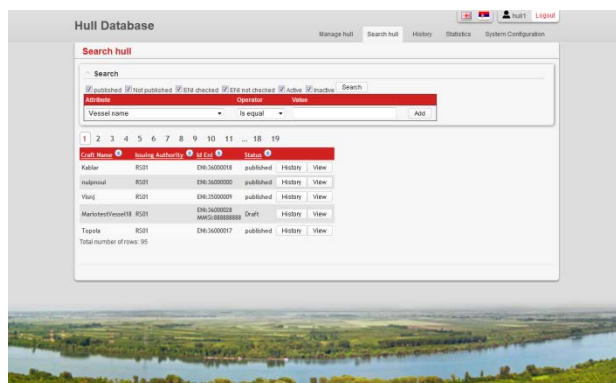 Hull Database
hull1 Logout
Manage hull Search hull History Statistics System Configuration
Search hull
Search
published Not published ENI checked ENI not checked Active Inactive Search
Attribute Operator Value
Vessel name Is equal Add
1 2 3 4 5 6 7 8 9 10 11 ... 18 19
Craft Name Issuing Authority Id Eni Status
Kablar RS01 ENI:36000018 published History View
nulpnoul RS01 ENI:36000000 published History View
Visnj RS01 ENI:35000009 published History View
MariotestVessel18 RS01 ENI:36000028 MMSI:888888888 Draft History View
Topola RS01 ENI:36000017 published History View
Total number of rows: 95